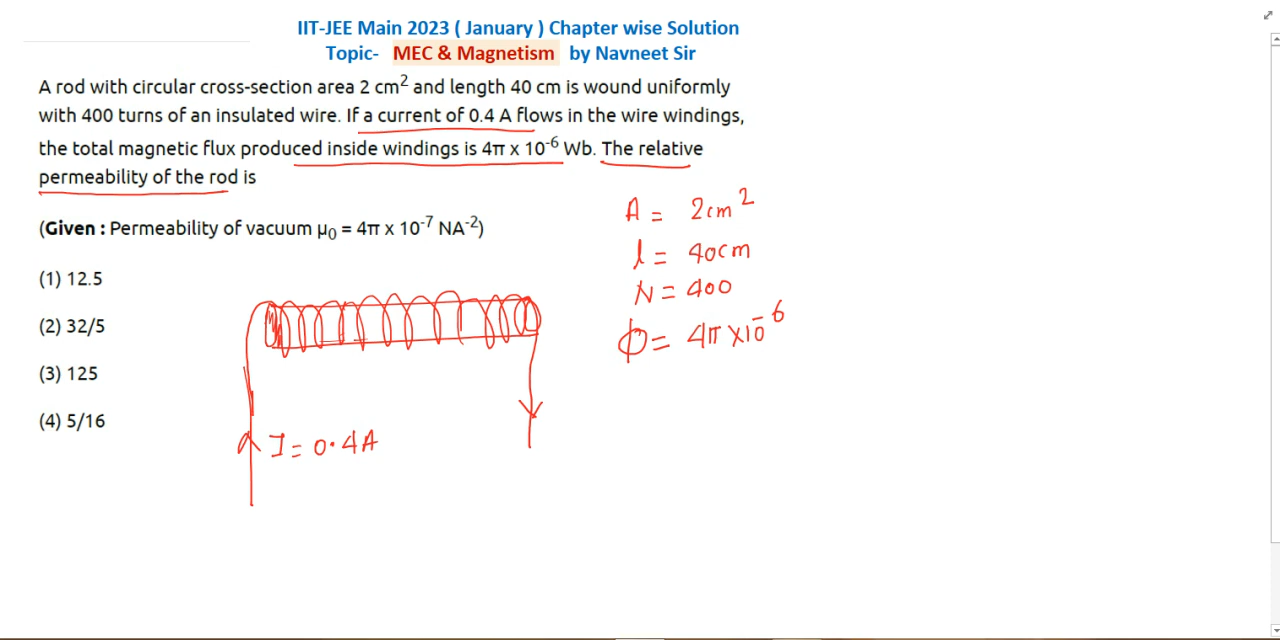 IIT-JEE Main 2023 ( January ) Chapter wise Solution
Topic- MEC & Magnetism by Navneet Sir
A rod with circular cross-section area 2 cm² and length 40 cm is wound uniformly
with 400 turns of an insulated wire. If a current of 0.4 A flows in the wire windings,
the total magnetic flux produced inside windings is 4π x 10⁻⁶ Wb. The relative
permeability of the rod is
(Given : Permeability of vacuum μ₀ = 4π x 10⁻⁷ NA⁻²)
(1) 12.5
(2) 32/5
(3) 125
(4) 5/16
A = 2cm²
l = 40cm
N = 400
ϕ = 4π × 10⁻⁶
I = 0.4A